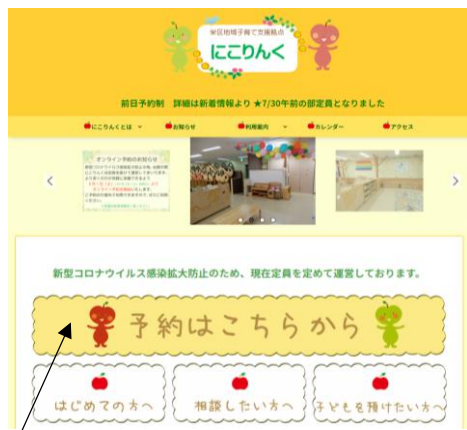 栄区地域子育て支援拠点
にこりんく
前日予約制 詳細は新着情報より ★7/30午前の部定員となりました
にこりんくとは お知らせ 利用案内 カレンダー アクセス
オンライン予約のお知らせ
新型コロナウイルス感染拡大防止のため、現在定員を定めて運営しております。
予約はこちらから
はじめての方へ 相談したい方へ 子どもを預けたい方へ